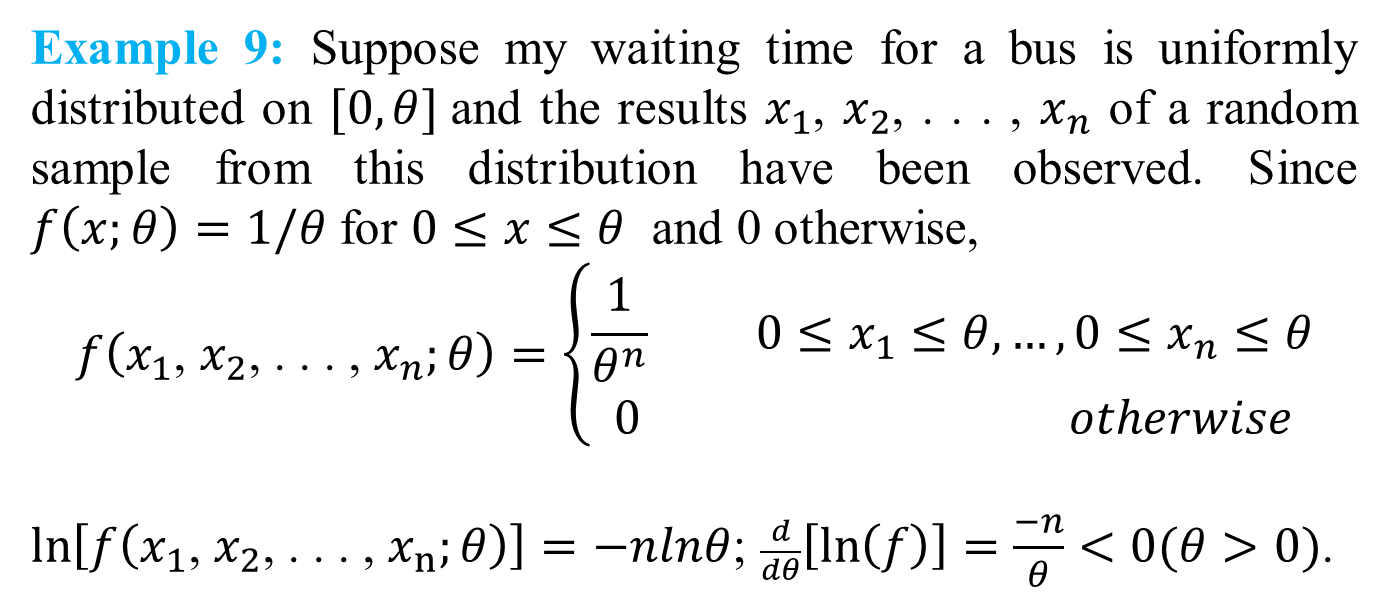 Example 9: Suppose my waiting time for a bus is uniformly
distributed on [0, θ] and the results x₁, x₂, . . . , xₙ of a random
sample from this distribution have been observed. Since
f(x; θ) = 1/θ for 0 ≤ x ≤ θ and 0 otherwise,
f(x₁, x₂, . . . , xₙ; θ) = { 1/θⁿ 0 ≤ x₁ ≤ θ, … , 0 ≤ xₙ ≤ θ
0 otherwise
ln[f(x₁, x₂, . . . , xₙ; θ)] = −nlnθ; d/dθ [ln(f)] = −n/θ < 0(θ > 0).